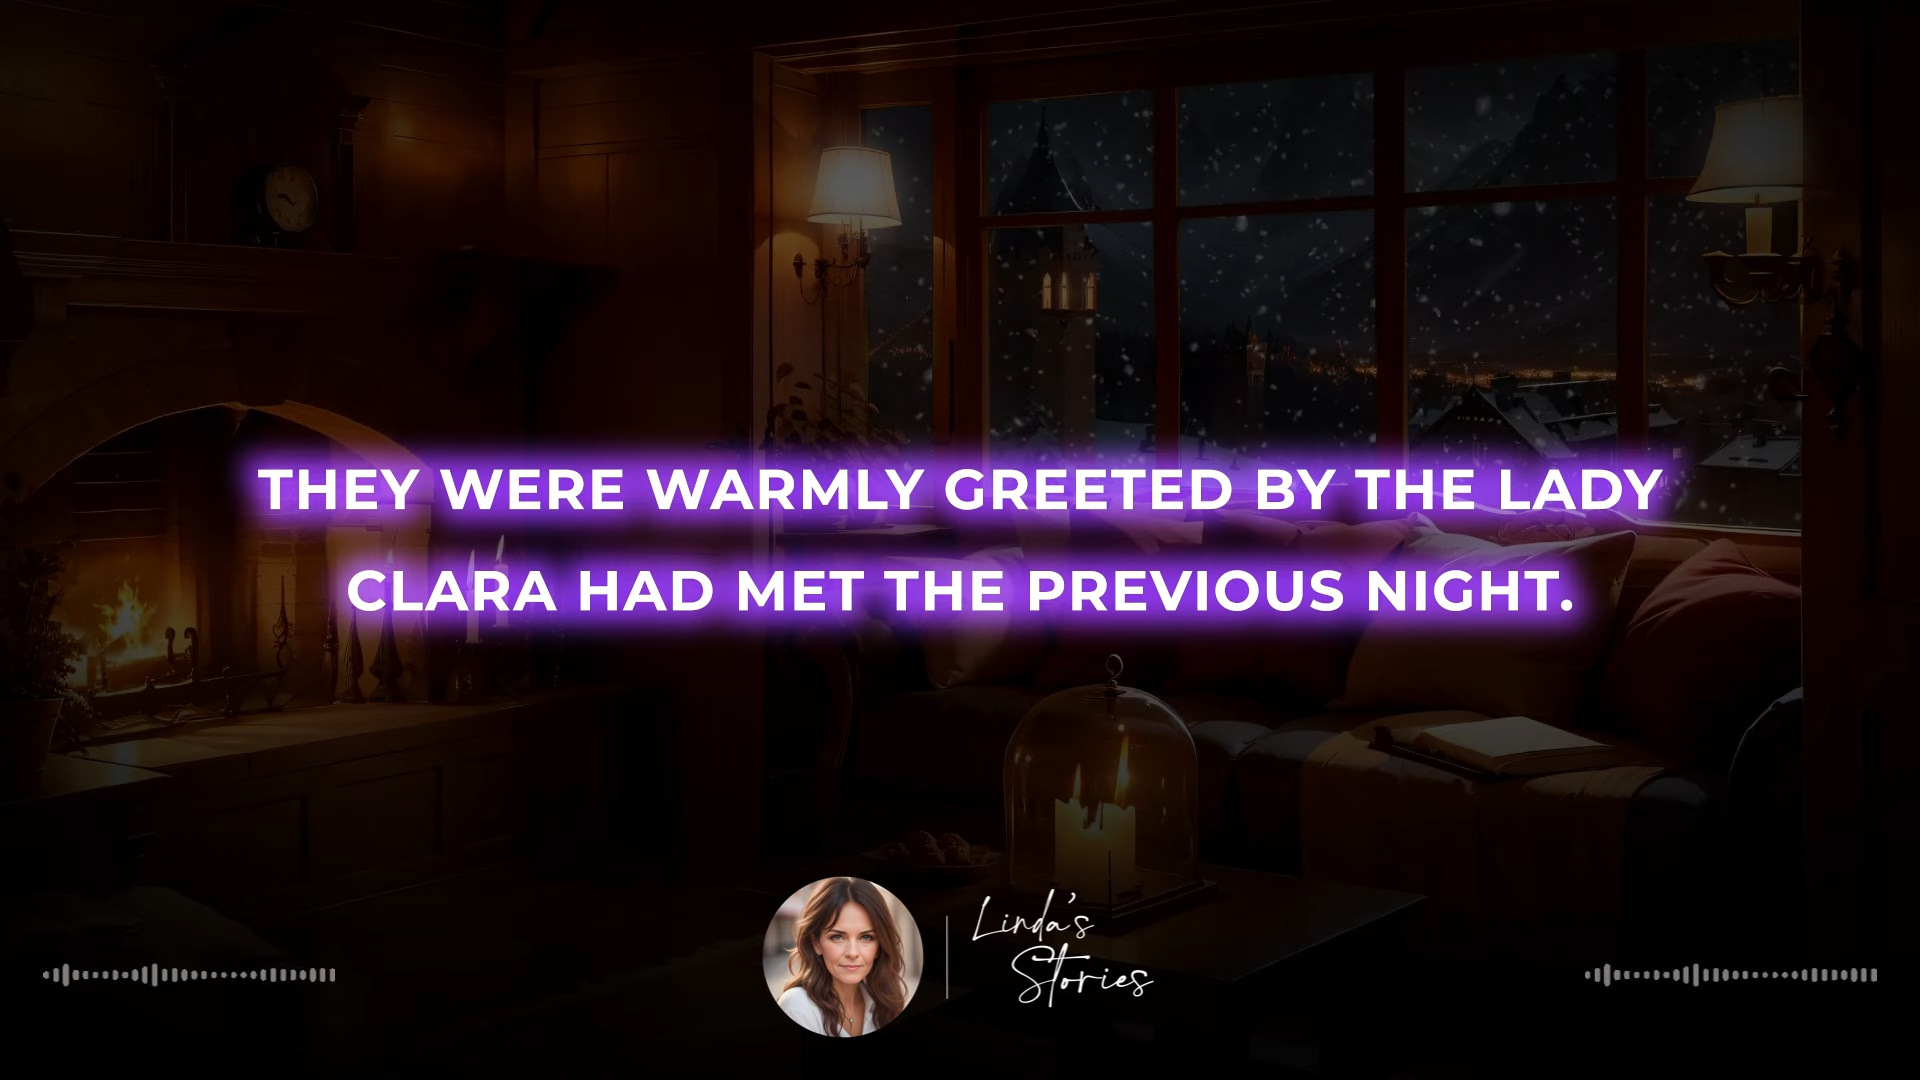 THEY WERE WARMLY GREETED BY THE LADY
CLARA HAD MET THE PREVIOUS NIGHT.
Linda's
Stories